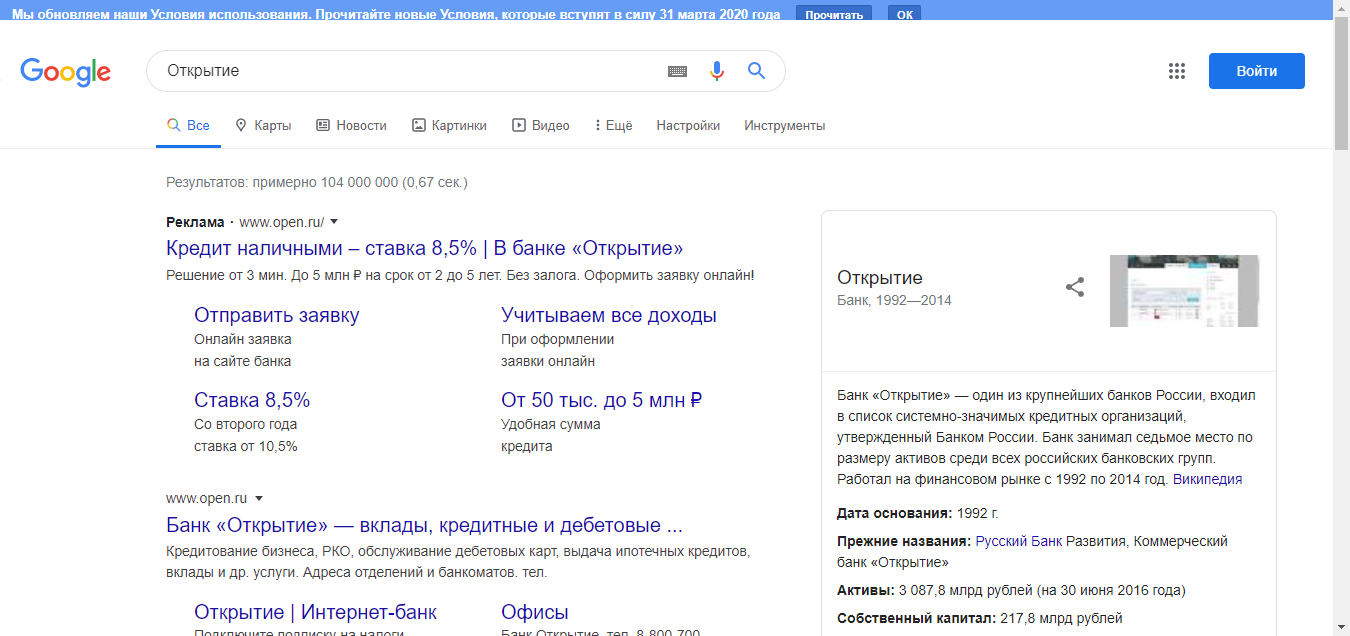 Мы обновляем наши Условия использования. Прочитайте новые Условия, которые вступят в силу 31 марта 2020 года Прочитать ОК
Google
Открытие
Войти
Все Карты Новости Картинки Видео Ещё Настройки Инструменты
Результатов: примерно 104 000 000 (0,67 сек.)
Реклама · www.open.ru/
Кредит наличными – ставка 8,5% | В банке «Открытие»
Решение от 3 мин. До 5 млн ₽ на срок от 2 до 5 лет. Без залога. Оформить заявку онлайн!
Отправить заявку
Онлайн заявка
на сайте банка
Учитываем все доходы
При оформлении
заявки онлайн
Ставка 8,5%
Со второго года
ставка от 10,5%
От 50 тыс. до 5 млн ₽
Удобная сумма
кредита
www.open.ru
Банк «Открытие» — вклады, кредитные и дебетовые ...
Кредитование бизнеса, РКО, обслуживание дебетовых карт, выдача ипотечных кредитов,
вклады и др. услуги. Адреса отделений и банкоматов. тел.
Открытие | Интернет-банк
Подключите подписку на налоги
Офисы
Банк Открытие, тел. 8 800 700
Открытие
Банк, 1992—2014
Банк «Открытие» — один из крупнейших банков России, входил
в список системно-значимых кредитных организаций,
утвержденный Банком России. Банк занимал седьмое место по
размеру активов среди всех российских банковских групп.
Работал на финансовом рынке с 1992 по 2014 год. Википедия
Дата основания: 1992 г.
Прежние названия: Русский Банк Развития, Коммерческий
банк «Открытие»
Активы: 3 087,8 млрд рублей (на 30 июня 2016 года)
Собственный капитал: 217,8 млрд рублей